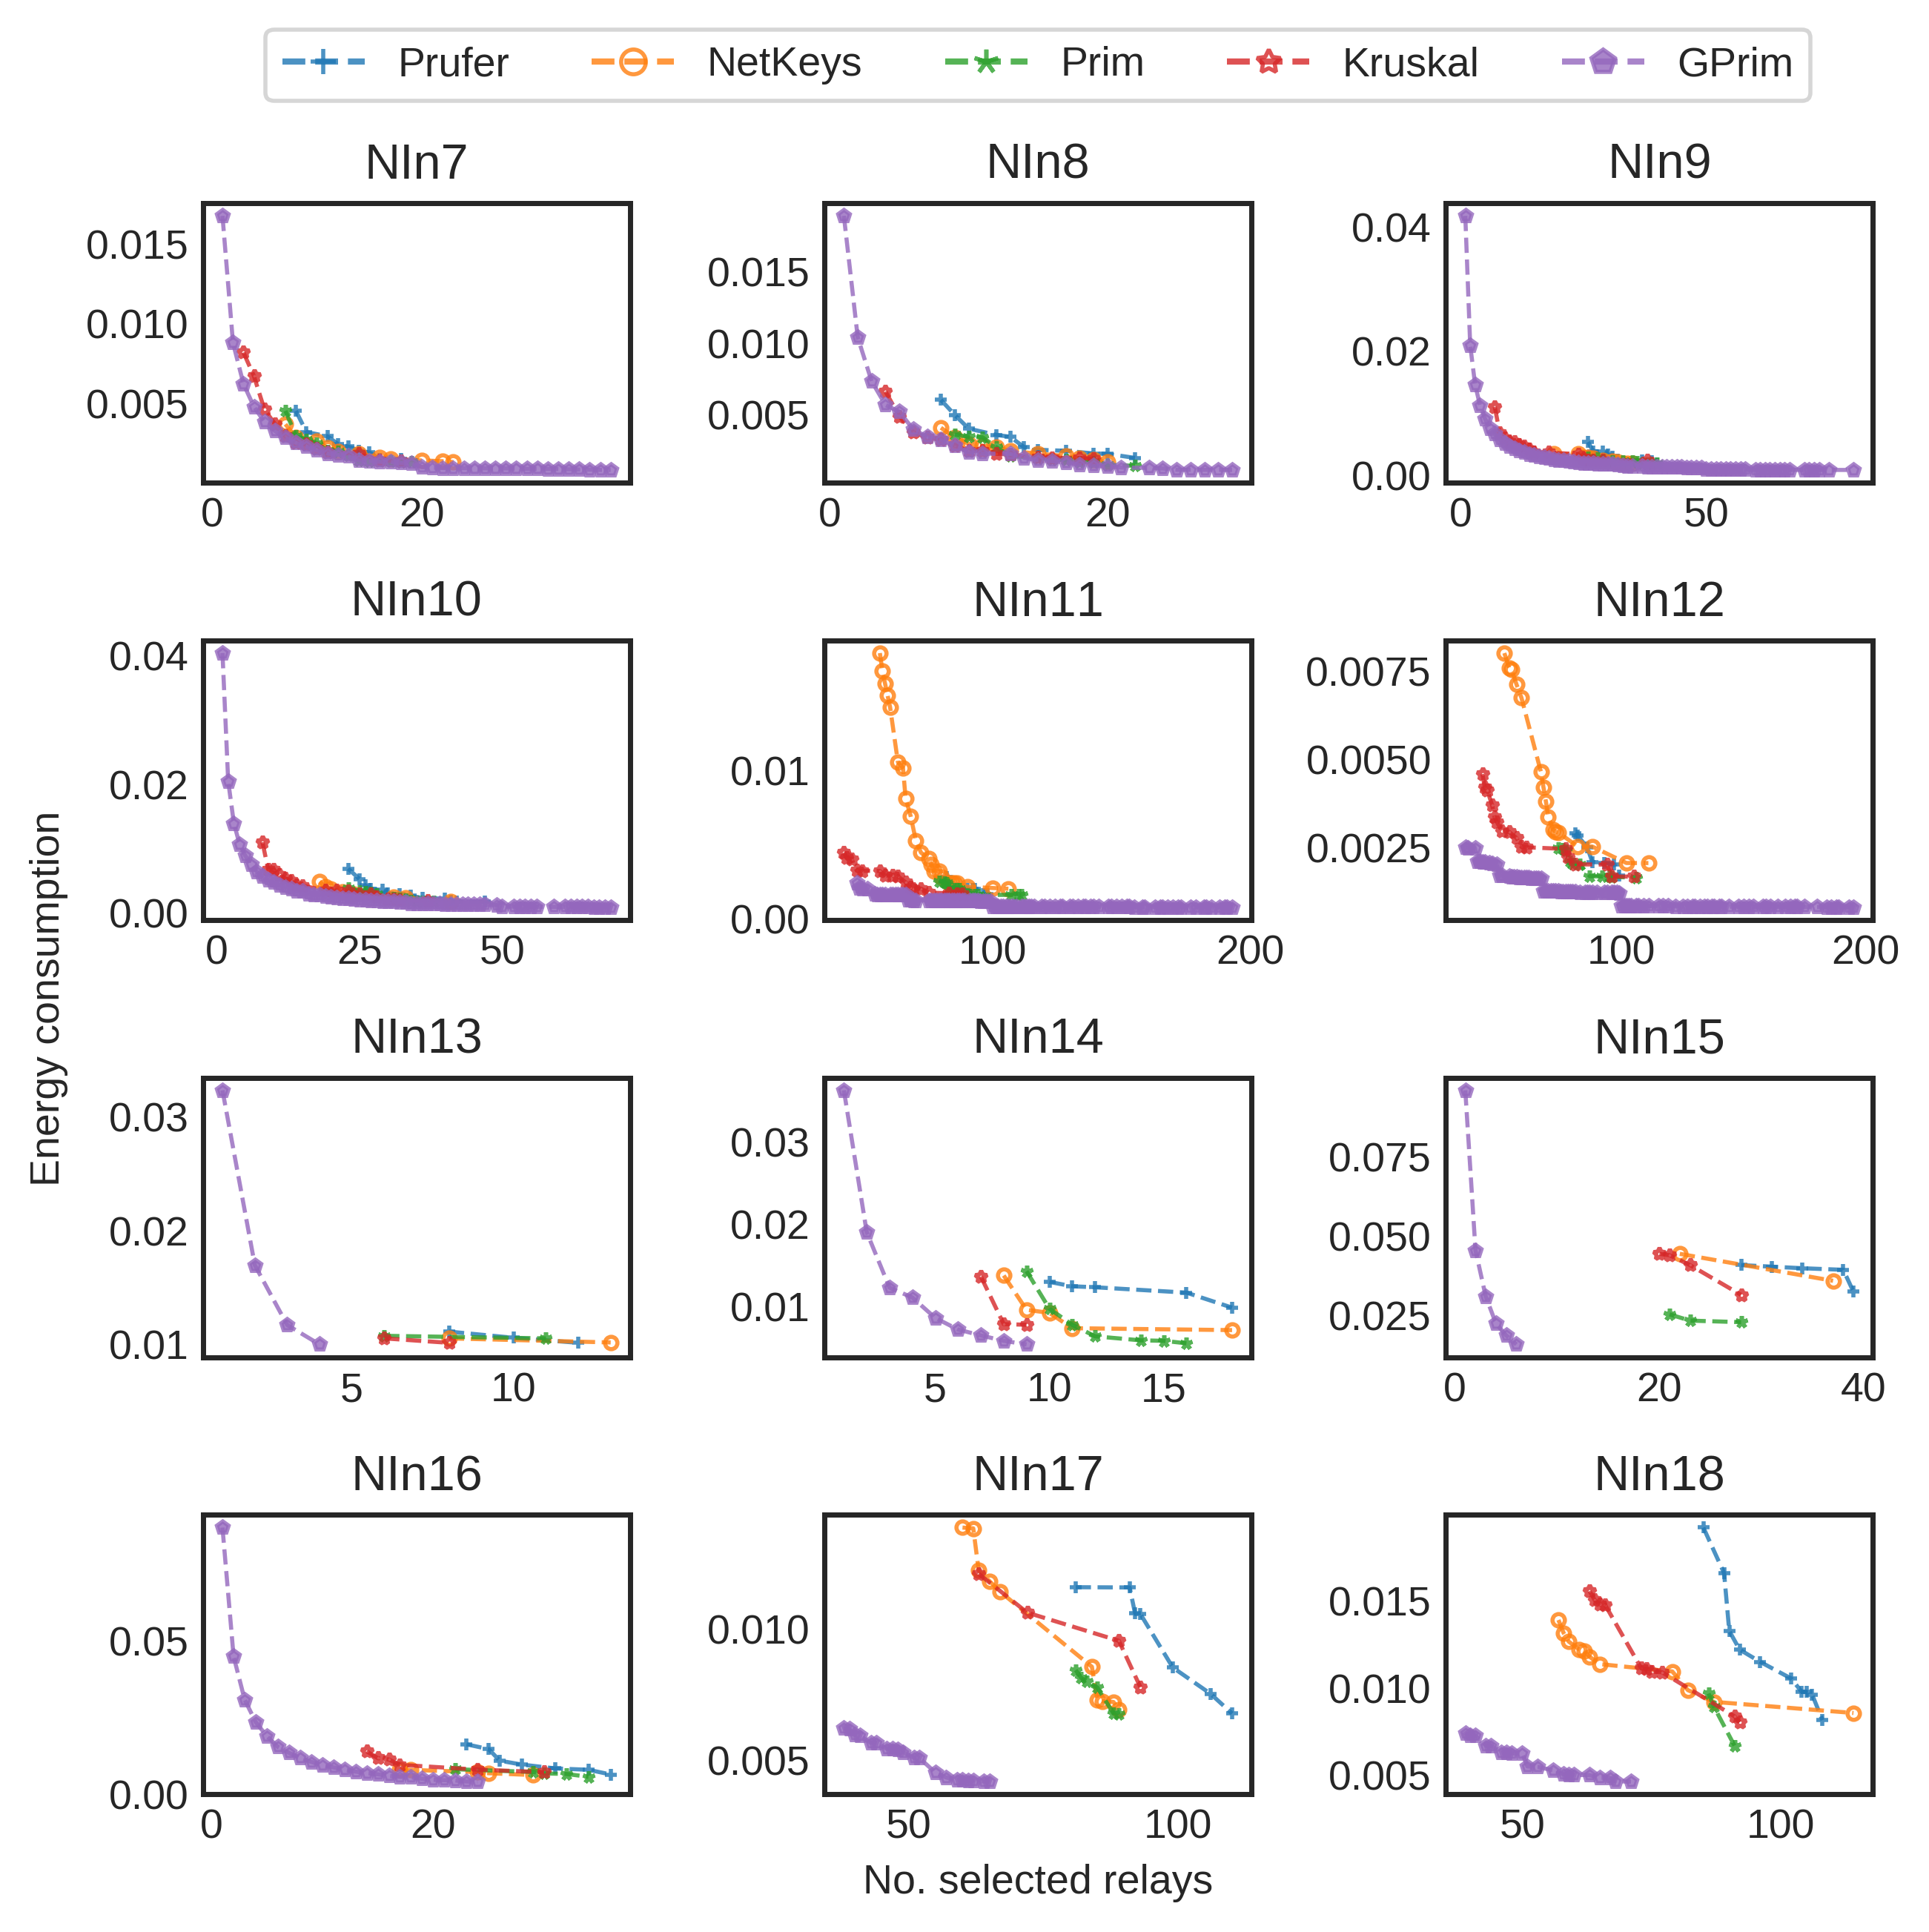 Prufer NetKeys Prim Kruskal GPrim
NIn7 NIn8 NIn9
0.015 0.010 0.005
0 20
0.015 0.010 0.005
0 20
0.04 0.02 0.00
0 50
NIn10 NIn11 NIn12
0.04 0.02 0.00
0 25 50
0.01 0.00
100 200
0.0075 0.0050 0.0025
100 200
NIn13 NIn14 NIn15
0.03 0.02 0.01
5 10
0.03 0.02 0.01
5 10 15
0.075 0.050 0.025
0 20 40
NIn16 NIn17 NIn18
0.05 0.00
0 20
0.010 0.005
50 100
0.015 0.010 0.005
50 100
Energy consumption
No. selected relays